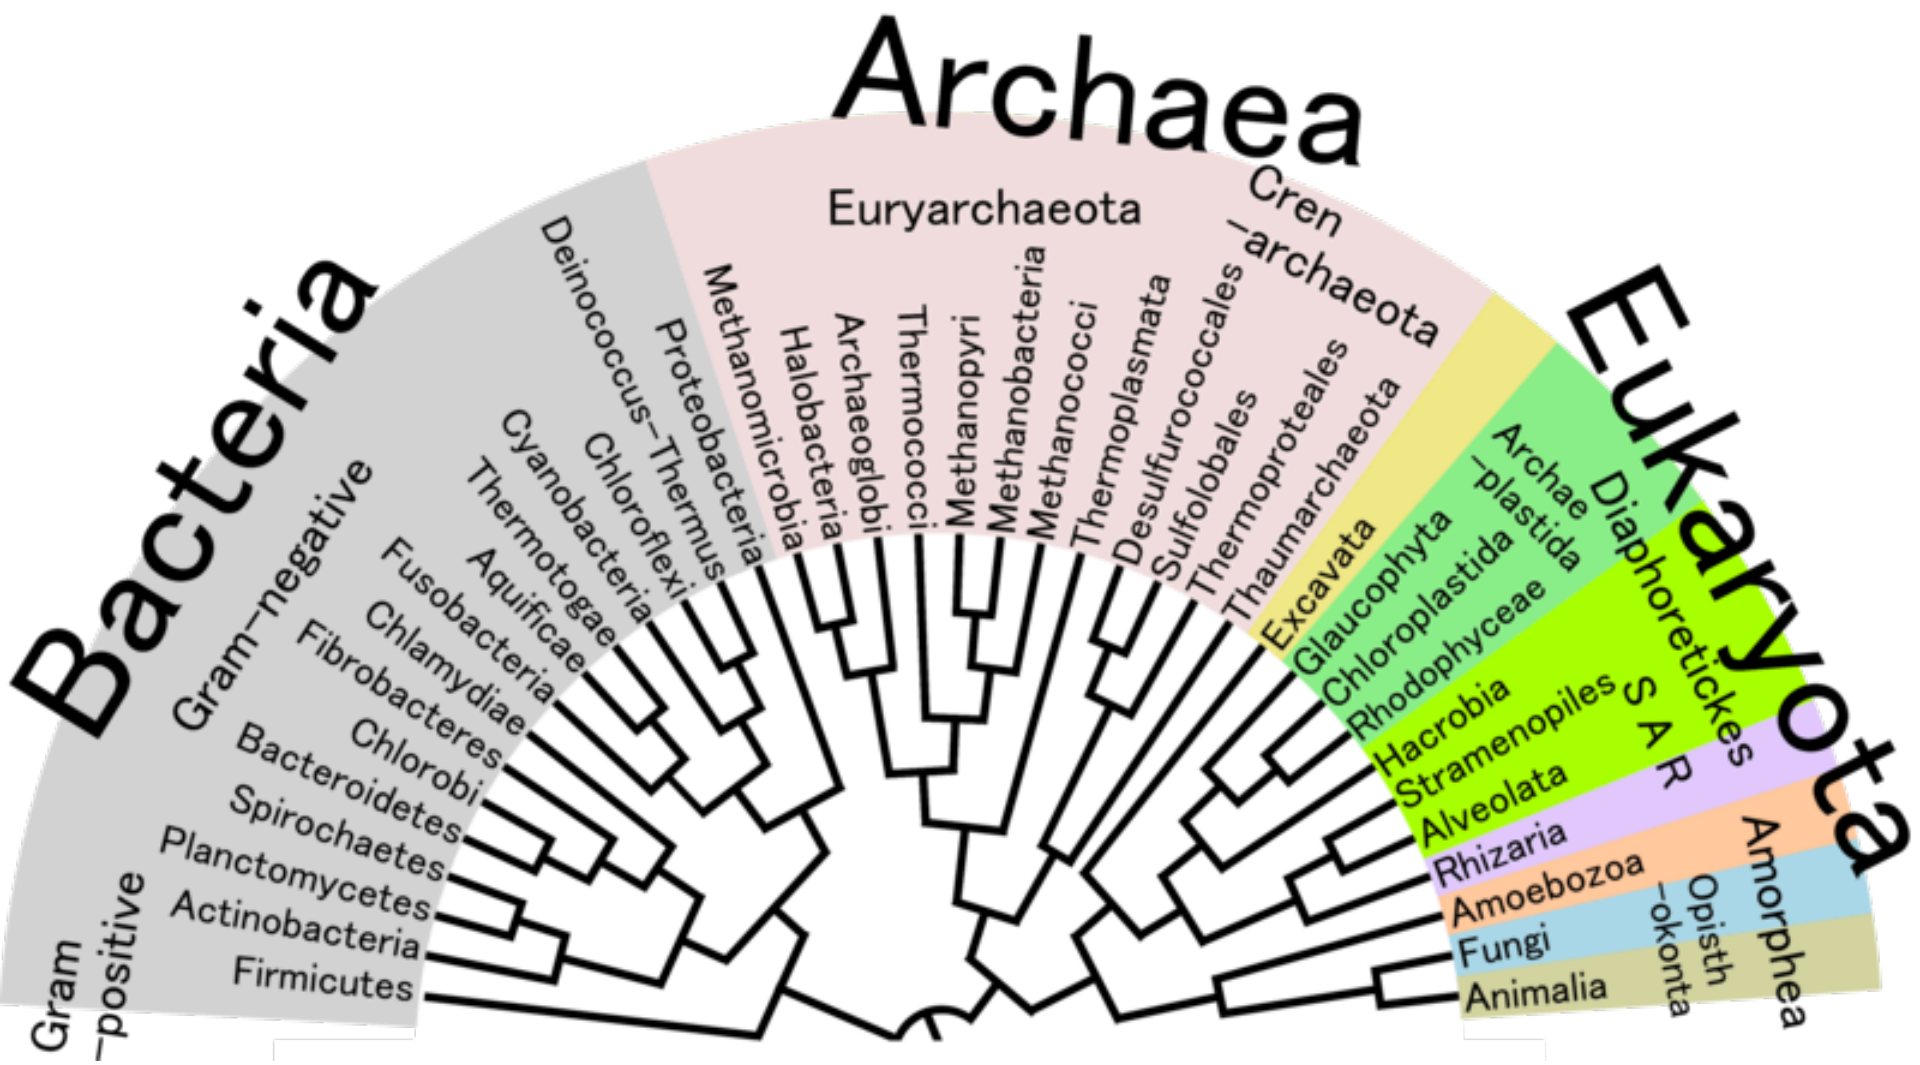 Archaea
Bacteria
Eukaryota
Euryarchaeota
Cren
-archaeota
Gram-negative
Gram
-positive
Firmicutes
Actinobacteria
Planctomycetes
Spirochaetes
Bacteroidetes
Chlorobi
Fibrobacteres
Chlamydiae
Fusobacteria
Aquificae
Thermotogae
Cyanobacteria
Chloroflexi
Deinococcus-Thermus
Proteobacteria
Methanomicrobia
Halobacteria
Archaeoglobi
Thermococci
Methanopyri
Methanobacteria
Methanococci
Thermoplasmata
Desulfurococcales
Sulfolobales
Thermoproteales
Thaumarchaeota
Excavata
Glaucophyta
Chloroplastida
Rhodophyceae
Hacrobia
Stramenopiles
Alveolata
Rhizaria
Amoebozoa
Fungi
Animalia
Archae
-plastida
Diaphoretickes
S A R
Opisth
-okonta
Amorphea